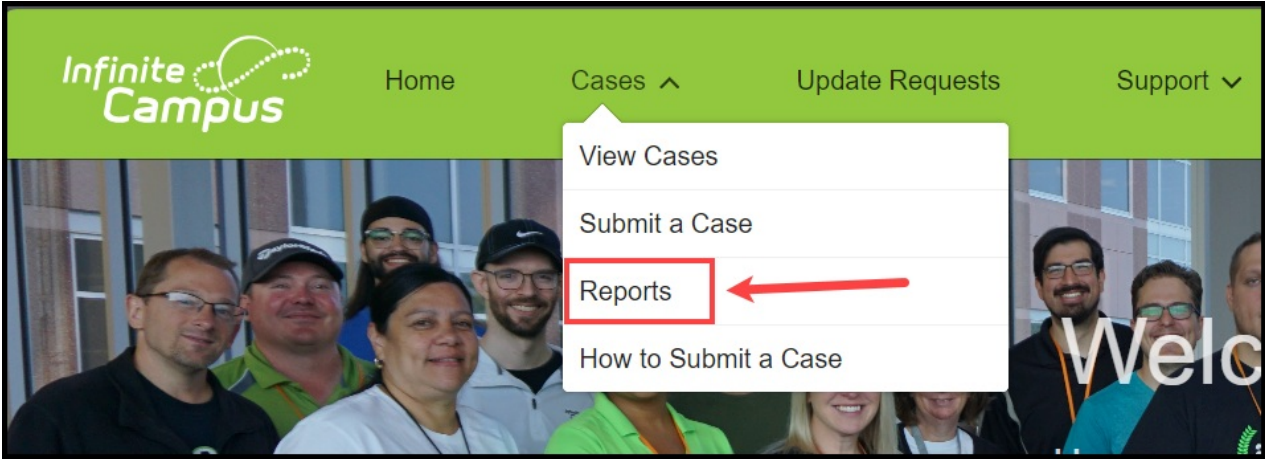 Infinite
Campus
Home
Cases
Update Requests
Support
View Cases
Submit a Case
Reports
How to Submit a Case
Welc